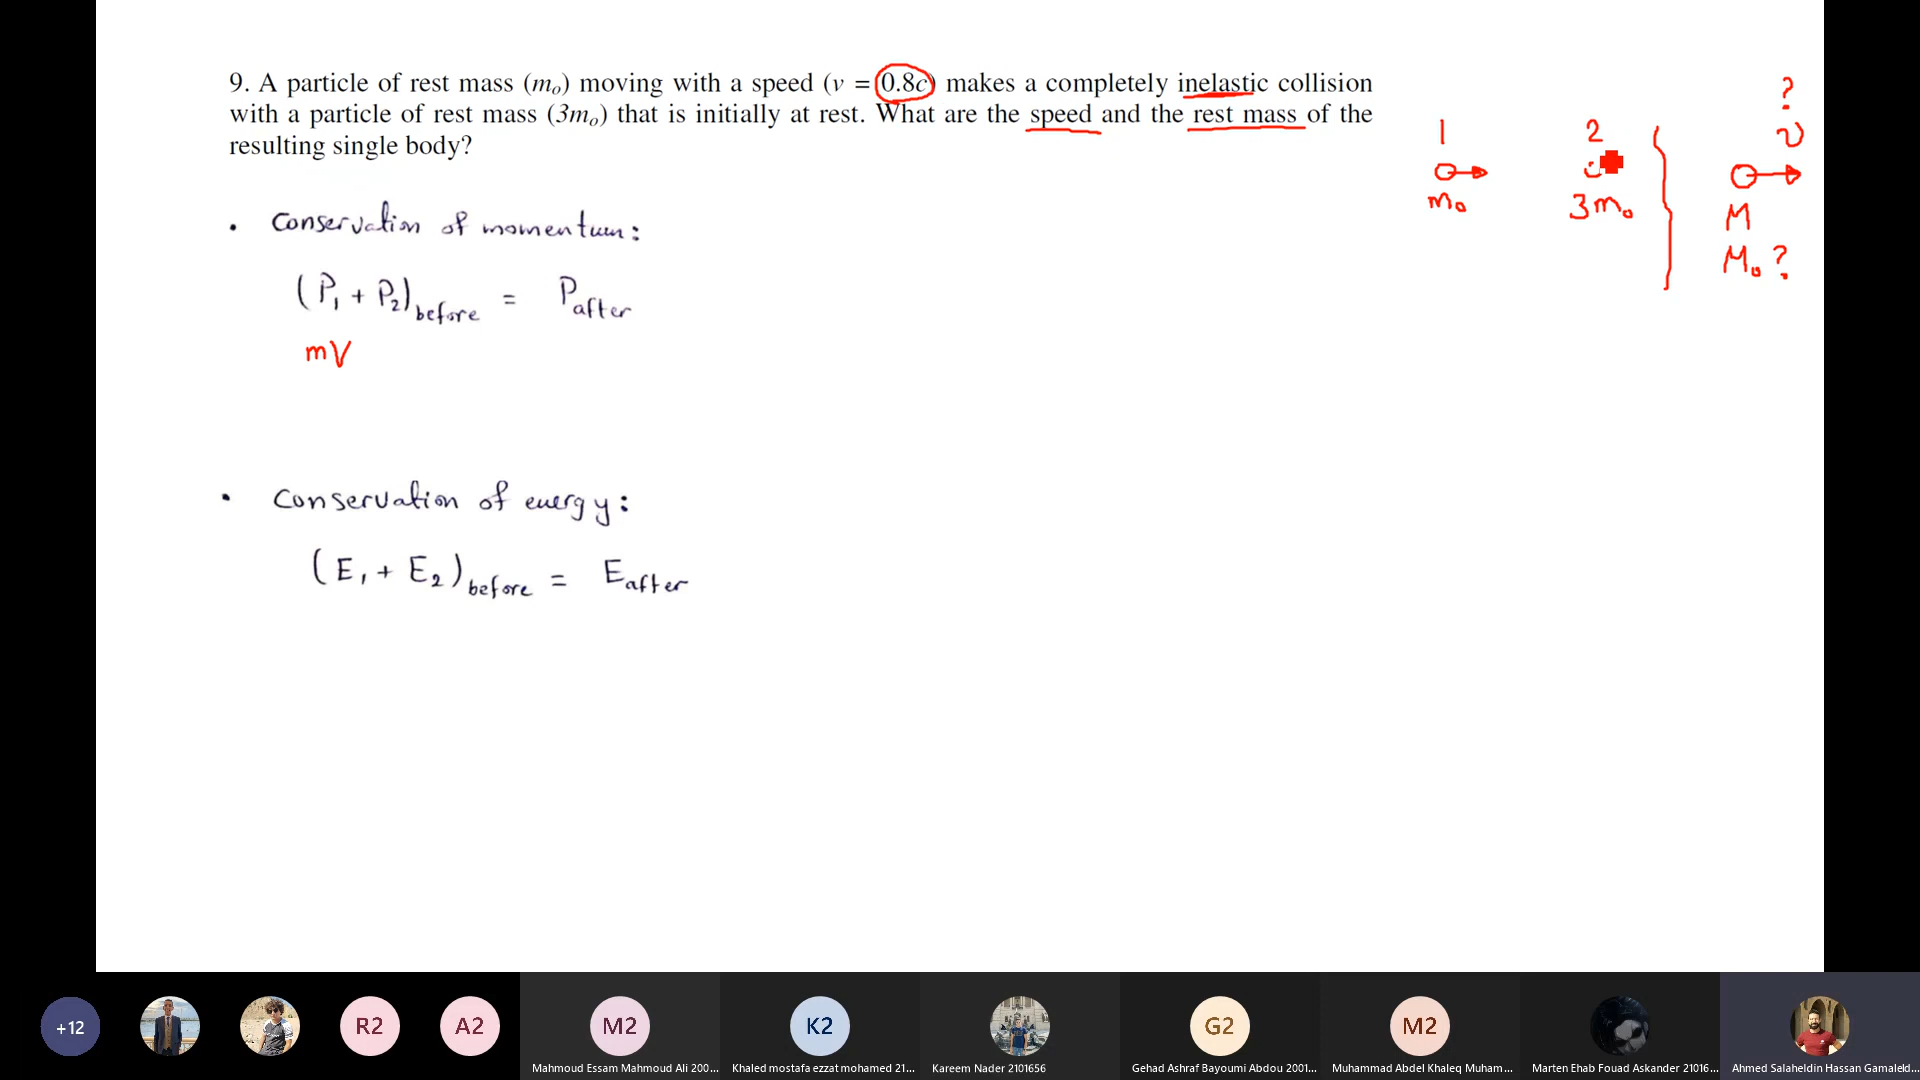 9. A particle of rest mass (mₒ) moving with a speed (v = 0.8c) makes a completely inelastic collision
with a particle of rest mass (3mₒ) that is initially at rest. What are the speed and the rest mass of the
resulting single body?
?
1 2 v
m₀ 3m₀ M
M₀ ?
• Conservation of momentum:
(P₁ + P₂)before = Pafter
mV
• Conservation of energy:
(E₁ + E₂)before = Eafter
+12 R2 A2 M2 K2 G2 M2
Mahmoud Essam Mahmoud Ali 200... Khaled mostafa ezzat mohamed 21... Kareem Nader 2101656 Gehad Ashraf Bayoumi Abdou 2001... Muhammad Abdel Khaleq Muham... Marten Ehab Fouad Askander 21016... Ahmed Salaheldin Hassan Gamaleld...